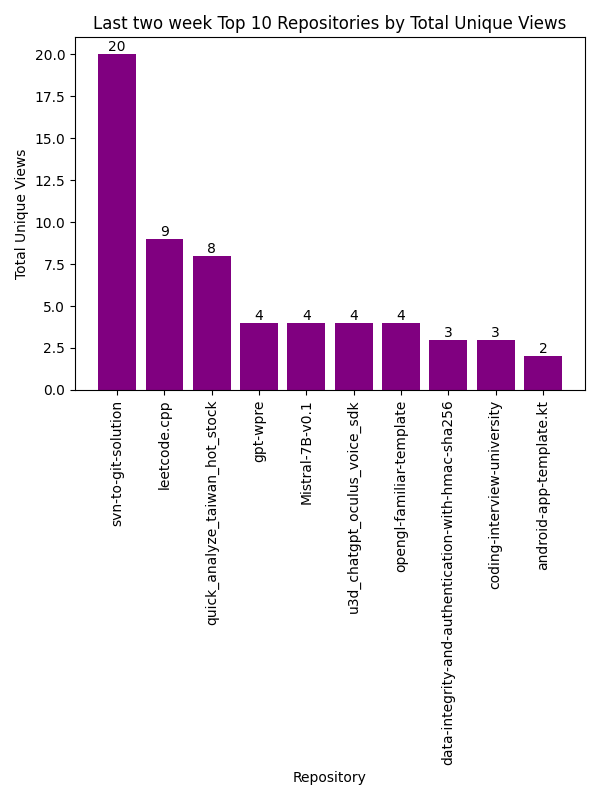 Last two week Top 10 Repositories by Total Unique Views
Total Unique Views
20.0
17.5
15.0
12.5
10.0
7.5
5.0
2.5
0.0
20
9
8
4
4
4
4
3
3
2
svn-to-git-solution
leetcode.cpp
quick_analyze_taiwan_hot_stock
gpt-wpre
Mistral-7B-v0.1
u3d_chatgpt_oculus_voice_sdk
opengl-familiar-template
data-integrity-and-authentication-with-hmac-sha256
coding-interview-university
android-app-template.kt
Repository